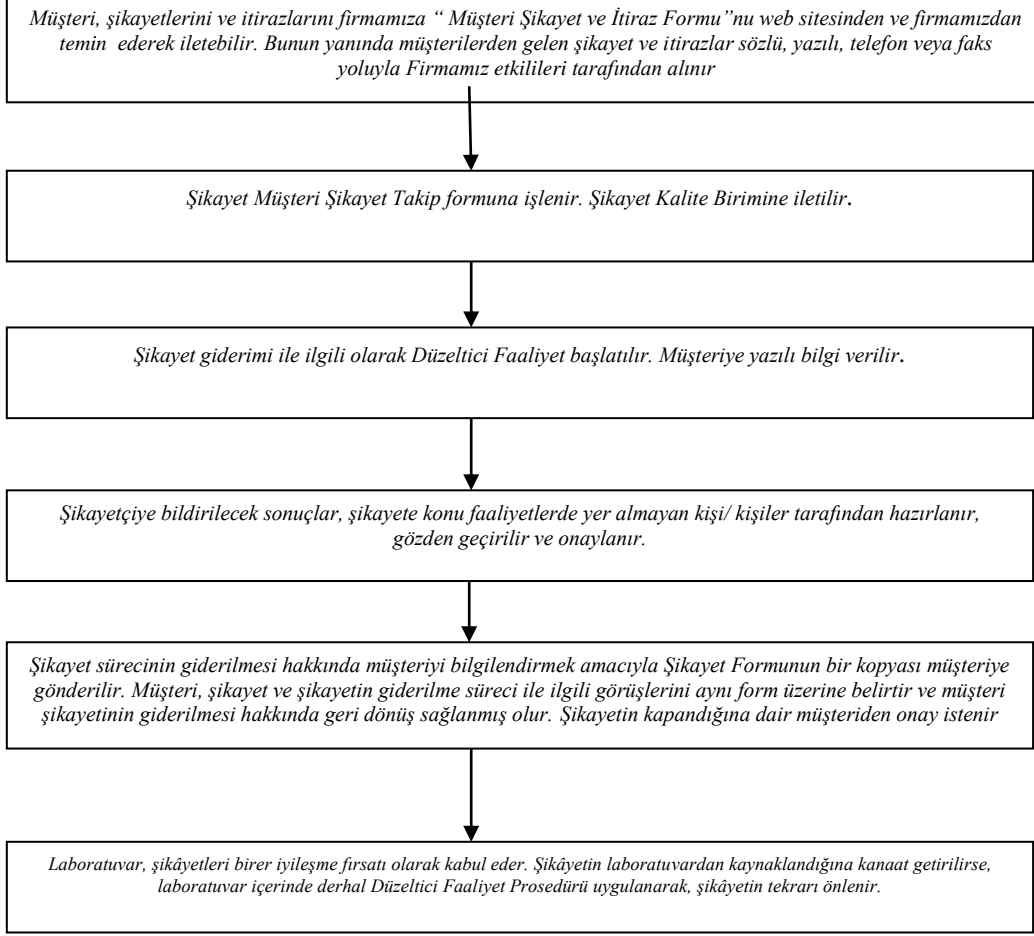 Müşteri, şikayetlerini ve itirazlarını firmamıza “ Müşteri Şikayet ve İtiraz Formu”nu web sitesinden ve firmamızdan
temin ederek iletebilir. Bunun yanında müşterilerden gelen şikayet ve itirazlar sözlü, yazılı, telefon veya faks
yoluyla Firmamız etkilileri tarafından alınır
Şikayet Müşteri Şikayet Takip formuna işlenir. Şikayet Kalite Birimine iletilir.
Şikayet giderimi ile ilgili olarak Düzeltici Faaliyet başlatılır. Müşteriye yazılı bilgi verilir.
Şikayetçiye bildirilecek sonuçlar, şikayete konu faaliyetlerde yer almayan kişi/ kişiler tarafından hazırlanır,
gözden geçirilir ve onaylanır.
Şikayet sürecinin giderilmesi hakkında müşteriyi bilgilendirmek amacıyla Şikayet Formunun bir kopyası müşteriye
gönderilir. Müşteri, şikayet ve şikayetin giderilme süreci ile ilgili görüşlerini aynı form üzerine belirtir ve müşteri
şikayetinin giderilmesi hakkında geri dönüş sağlanmış olur. Şikayetin kapandığına dair müşteriden onay istenir
Laboratuvar, şikâyetleri birer iyileşme fırsatı olarak kabul eder. Şikâyetin laboratuvardan kaynaklandığına kanaat getirilirse,
laboratuvar içerinde derhal Düzeltici Faaliyet Prosedürü uygulanarak, şikâyetin tekrarı önlenir.